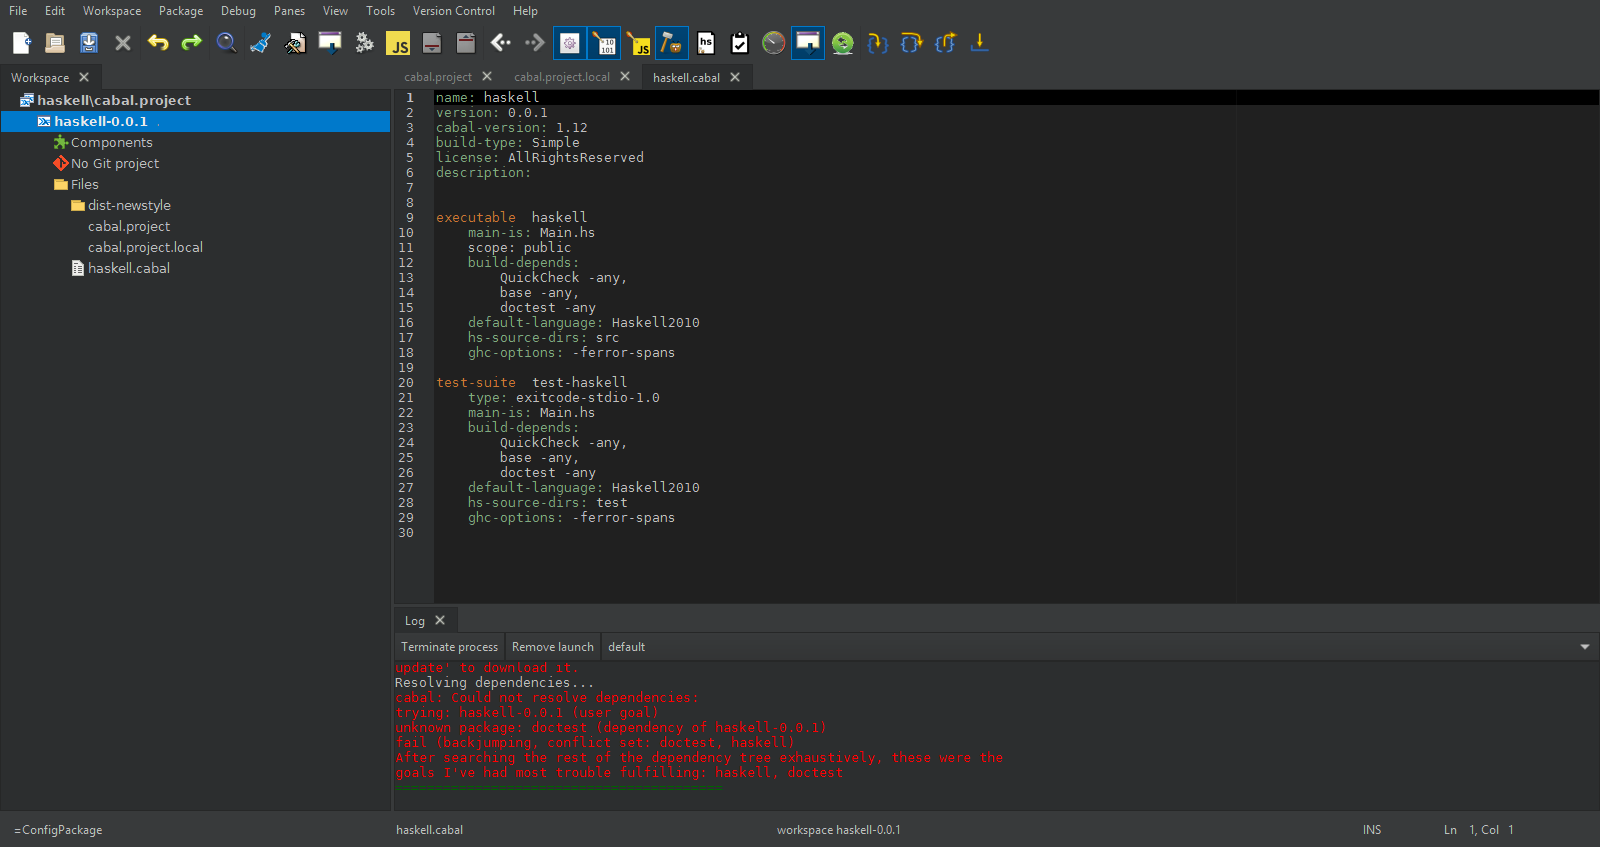 File Edit Workspace Package Debug Panes View Tools Version Control Help
JS 10 101 JS hs
Workspace
haskell\cabal.project
haskell-0.0.1
Components
No Git project
Files
dist-newstyle
cabal.project
cabal.project.local
haskell.cabal
cabal.project cabal.project.local haskell.cabal
1 name: haskell
2 version: 0.0.1
3 cabal-version: 1.12
4 build-type: Simple
5 license: AllRightsReserved
6 description:
7
8
9 executable  haskell
10     main-is: Main.hs
11     scope: public
12     build-depends:
13         QuickCheck -any,
14         base -any,
15         doctest -any
16     default-language: Haskell2010
17     hs-source-dirs: src
18     ghc-options: -ferror-spans
19
20 test-suite  test-haskell
21     type: exitcode-stdio-1.0
22     main-is: Main.hs
23     build-depends:
24         QuickCheck -any,
25         base -any,
26         doctest -any
27     default-language: Haskell2010
28     hs-source-dirs: test
29     ghc-options: -ferror-spans
30
Log
Terminate process Remove launch default
update' to download it.
Resolving dependencies...
cabal: Could not resolve dependencies:
trying: haskell-0.0.1 (user goal)
unknown package: doctest (dependency of haskell-0.0.1)
fail (backjumping, conflict set: doctest, haskell)
After searching the rest of the dependency tree exhaustively, these were the
goals I've had most trouble fulfilling: haskell, doctest
=========================================
=ConfigPackage haskell.cabal workspace haskell-0.0.1 INS Ln 1, Col 1